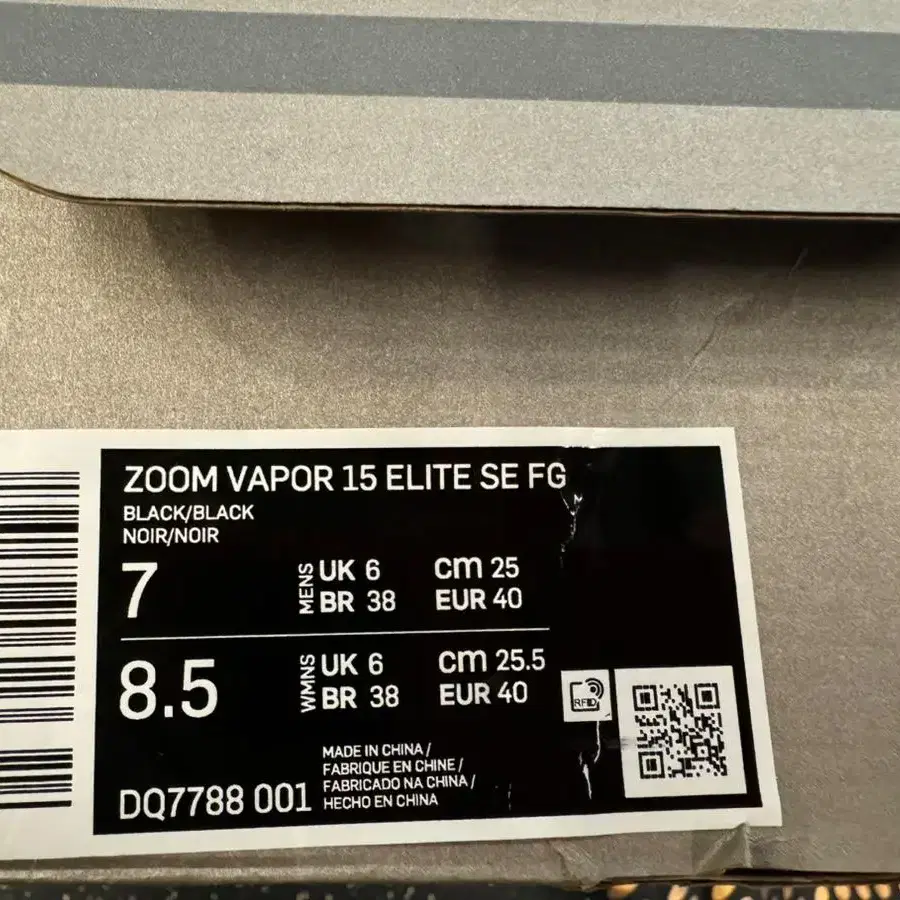 ZOOM VAPOR 15 ELITE SE FG
BLACK/BLACK
NOIR/NOIR
7 MENS UK 6 cm 25
BR 38 EUR 40
8.5 WMNS UK 6 cm 25.5
BR 38 EUR 40
RFID
MADE IN CHINA /
FABRIQUE EN CHINE /
FABRICADO NA CHINA /
HECHO EN CHINA
DQ7788 001